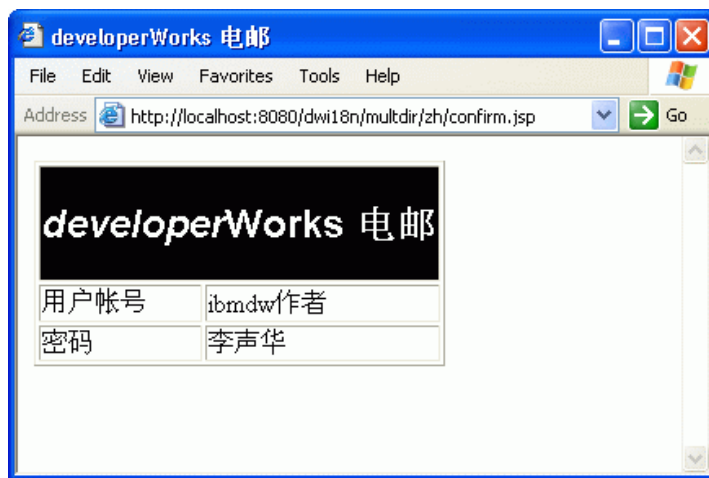 developerWorks 电邮
File Edit View Favorites Tools Help
Address http://localhost:8080/dwi18n/multdir/zh/confirm.jsp Go
developerWorks 电邮
用户帐号 ibmdw作者
密码 李声华